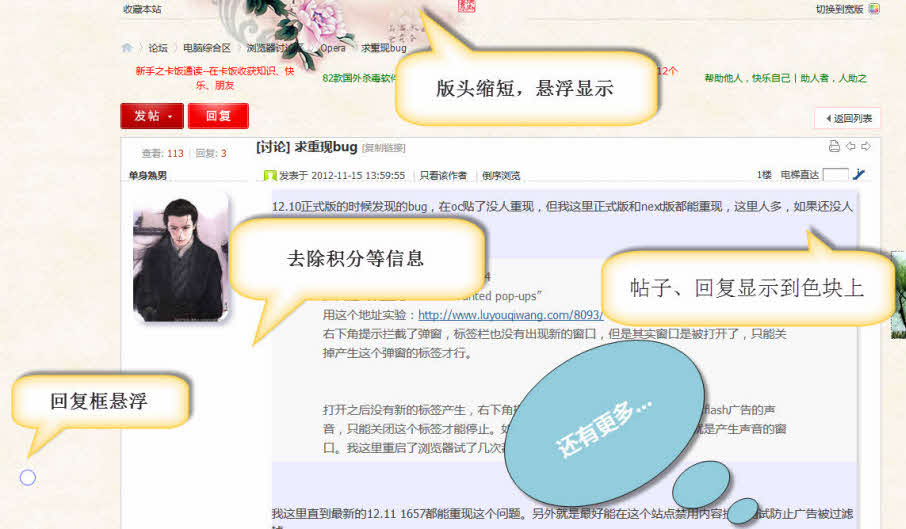 收藏本站
切换到宽版
论坛 〉 电脑综合区 〉 浏览器讨 Opera 求重现bug
新手之卡饭遭读--在卡饭收获知识、快
乐、朋友
82款国外杀毒软件
12个
帮助他人，快乐自己 | 助人者，人助之
版头缩短，悬浮显示
发帖
回复
返回列表
查看: 113 | 回复: 3
[讨论] 求重现bug [复制链接]
单身熟男
发表于 2012-11-15 13:59:55 | 只看该作者 | 倒序浏览
1楼 电梯直达
12.10正式版的时候发现的bug，在oc贴了没人重现，但我这里正式版和next版都能重现，这里人多，如果还没人
去除积分等信息
帖子、回复显示到色块上
pop-ups”
用这个地址实验：http://www.luyouqiwang.com/8093/
右下角提示拦截了弹窗，标签栏也没有出现新的窗口，但是其实窗口是被打开了，只能关
掉产生这个弹窗的标签才行。
回复框悬浮
还有更多...
打开之后没有新的标签产生，右下角 flash广告的声
音，只能关闭这个标签才能停止。 是产生声音的窗
口。我这里重启了浏览器试了几次
我这里直到最新的12.11 1657都能重现这个问题。另外就是最好能在这个站点禁用内容 试防止广告被过滤